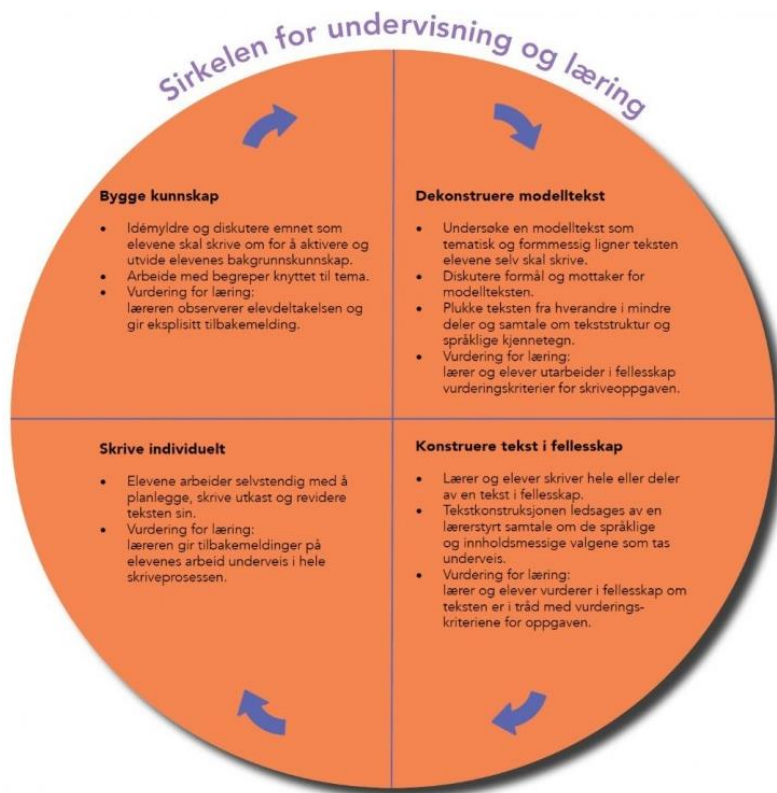 Sirkelen for undervisning og læring
Bygge kunnskap
• Idémyldre og diskutere emnet som
elevene skal skrive om for å aktivere og
utvide elevenes bakgrunnskunnskap.
• Arbeide med begreper knyttet til tema.
• Vurdering for læring:
læreren observerer elevdeltakelsen og
gir eksplisitt tilbakemelding.
Dekonstruere modelltekst
• Undersøke en modelltekst som
tematisk og formmessig ligner teksten
elevene selv skal skrive.
• Diskutere formål og mottaker for
modellteksten.
• Plukke teksten fra hverandre i mindre
deler og samtale om tekststruktur og
språklige kjennetegn.
• Vurdering for læring:
lærer og elever utarbeider i fellesskap
vurderingskriterier for skriveoppgaven.
Konstruere tekst i fellesskap
• Lærer og elever skriver hele eller deler
av en tekst i fellesskap.
• Tekstkonstruksjonen ledsages av en
lærerstyrt samtale om de språklige
og innholdsmessige valgene som tas
underveis.
• Vurdering for læring:
lærer og elever vurderer i fellesskap om
teksten er i tråd med vurderings-
kriteriene for oppgaven.
Skrive individuelt
• Elevene arbeider selvstendig med å
planlegge, skrive utkast og revidere
teksten sin.
• Vurdering for læring:
læreren gir tilbakemeldinger på
elevenes arbeid underveis i hele
skriveprosessen.